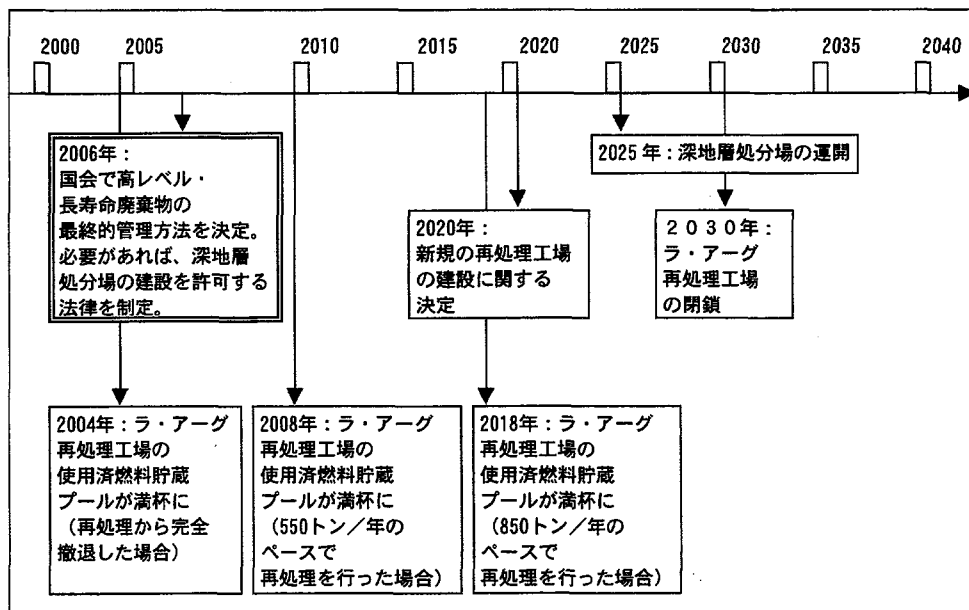 2000 2005 2010 2015 2020 2025 2030 2035 2040
2006年：
国会で高レベル・
長寿命廃棄物の
最終的管理方法を決定。
必要があれば、深地層
処分場の建設を許可する
法律を制定。
2020年：
新規の再処理工場
の建設に関する
決定
2025年：深地層処分場の運開
２０３０年：
ラ・アーグ
再処理工場
の閉鎖
2004年：ラ・アーグ
再処理工場の
使用済燃料貯蔵
プールが満杯に
（再処理から完全
撤退した場合）
2008年：ラ・アーグ
再処理工場の
使用済燃料貯蔵
プールが満杯に
（550トン／年の
ペースで
再処理を行った場合）
2018年：ラ・アーグ
再処理工場の
使用済燃料貯蔵
プールが満杯に
（850トン／年の
ペースで
再処理を行った場合）